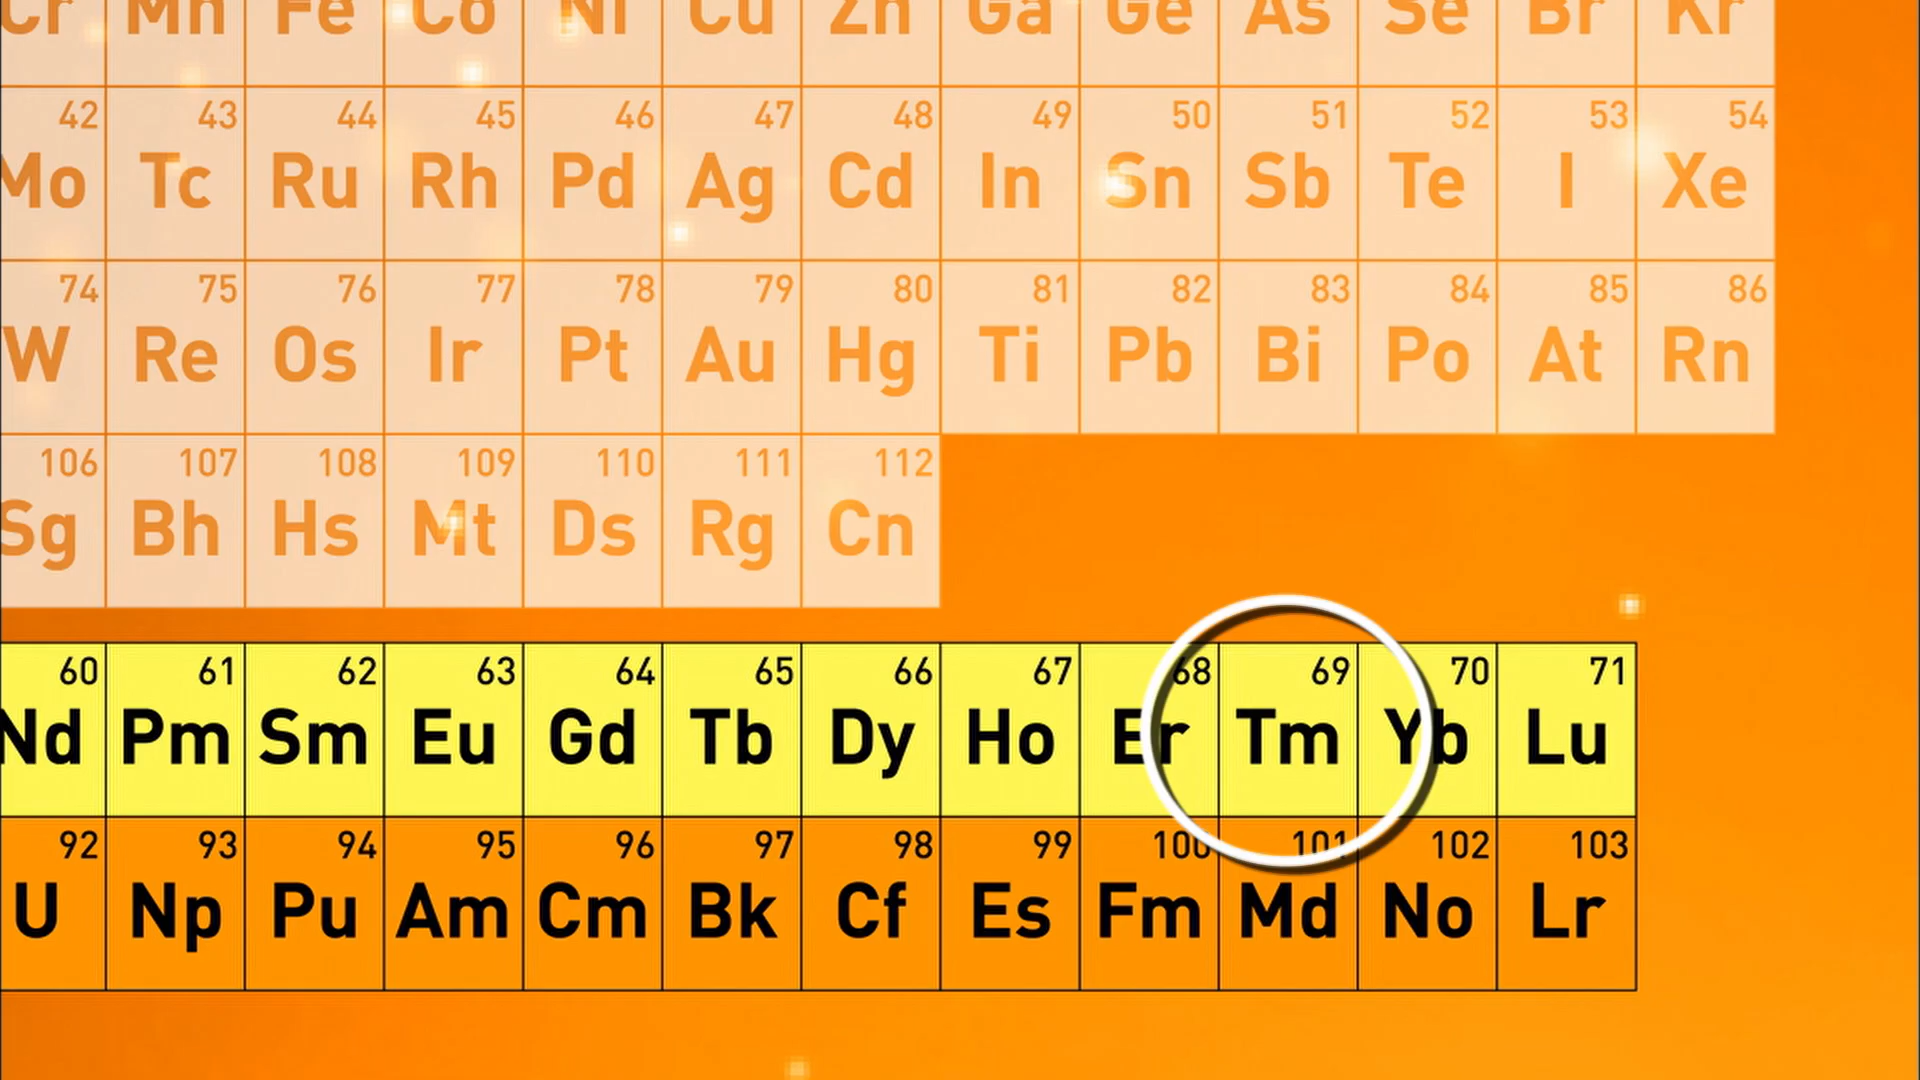 Cr Mn Fe Co Ni Cu Zn Ga Ge As Se Br Kr
42 43 44 45 46 47 48 49 50 51 52 53 54
Mo Tc Ru Rh Pd Ag Cd In Sn Sb Te I Xe
74 75 76 77 78 79 80 81 82 83 84 85 86
W Re Os Ir Pt Au Hg Ti Pb Bi Po At Rn
106 107 108 109 110 111 112
Sg Bh Hs Mt Ds Rg Cn
60 61 62 63 64 65 66 67 68 69 70 71
Nd Pm Sm Eu Gd Tb Dy Ho Er Tm Yb Lu
92 93 94 95 96 97 98 99 100 101 102 103
U Np Pu Am Cm Bk Cf Es Fm Md No Lr